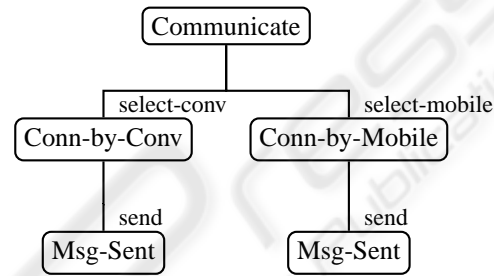 Communicate
select-conv select-mobile
Conn-by-Conv Conn-by-Mobile
send send
Msg-Sent Msg-Sent